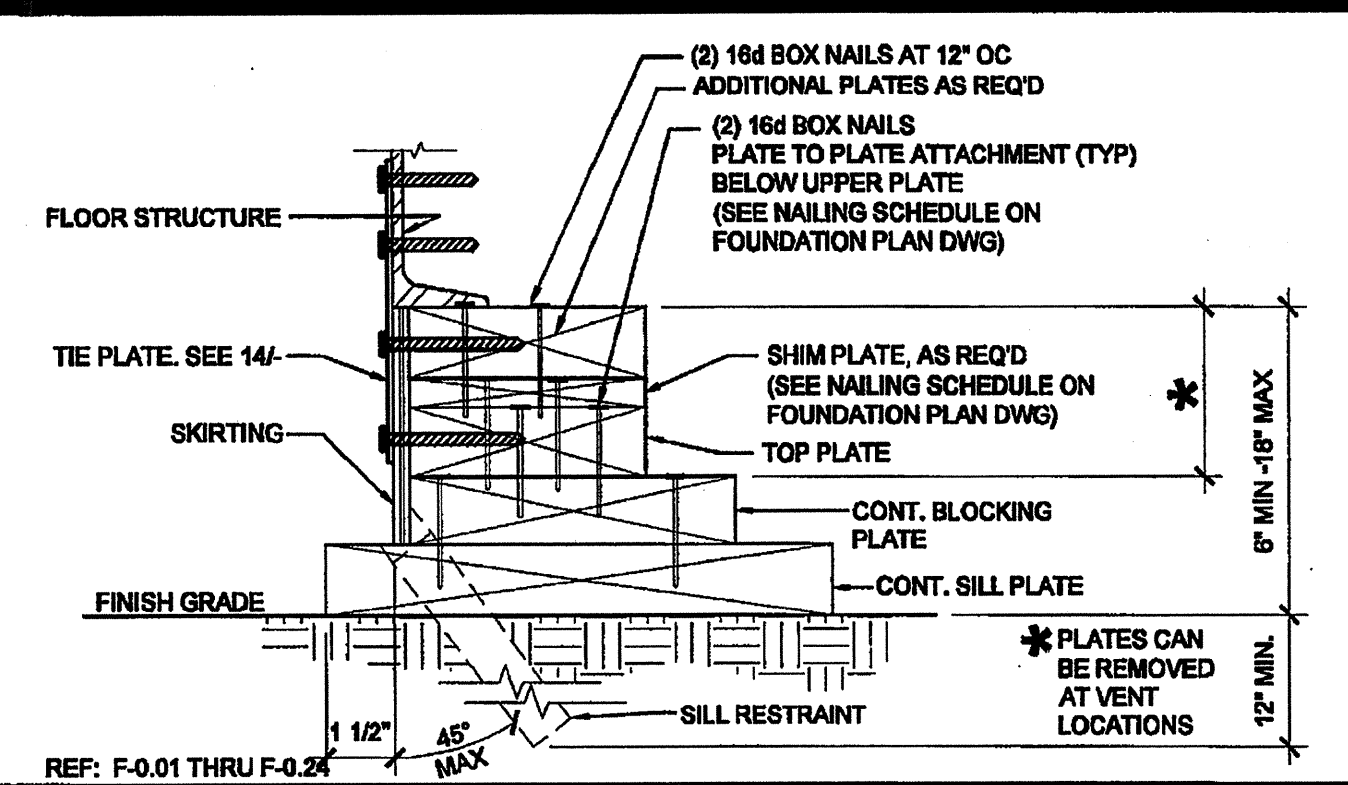 (2) 16d BOX NAILS AT 12" OC
ADDITIONAL PLATES AS REQ'D
(2) 16d BOX NAILS
PLATE TO PLATE ATTACHMENT (TYP)
BELOW UPPER PLATE
(SEE NAILING SCHEDULE ON
FOUNDATION PLAN DWG)
FLOOR STRUCTURE
TIE PLATE. SEE 14/-
SHIM PLATE, AS REQ'D
(SEE NAILING SCHEDULE ON
FOUNDATION PLAN DWG)
*
6" MIN -18" MAX
SKIRTING
TOP PLATE
CONT. BLOCKING
PLATE
CONT. SILL PLATE
FINISH GRADE
* PLATES CAN
BE REMOVED
AT VENT
LOCATIONS
12" MIN.
SILL RESTRAINT
1 1/2"
45°
MAX
REF: F-0.01 THRU F-0.24